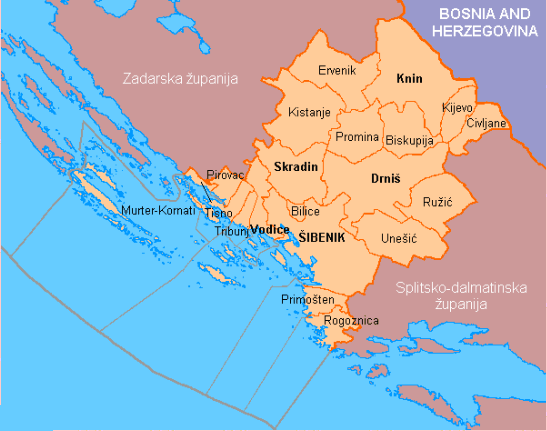 BOSNIA AND
HERZEGOVINA
Zadarska županija
Ervenik
Knin
Kistanje
Kijevo
Civljane
Promina
Biskupija
Skradin
Pirovac
Drniš
Ružić
Murter-Kornati
Tisno
Bilice
Tribunj
Vodice
ŠIBENIK
Unešić
Splitsko-dalmatinska
županija
Primošten
Rogoznica